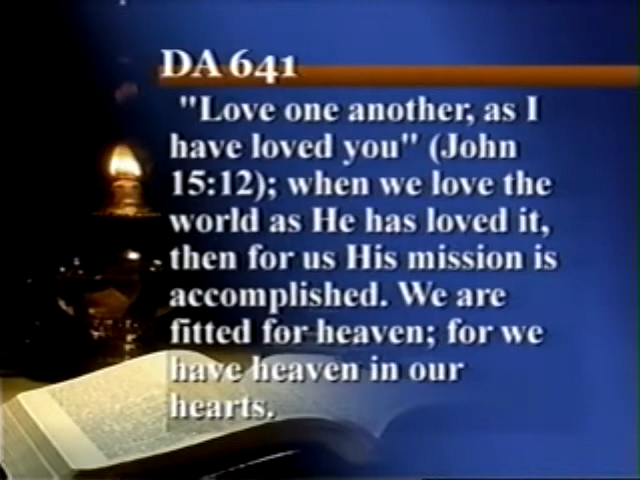 DA 641
"Love one another, as I
have loved you" (John
15:12); when we love the
world as He has loved it,
then for us His mission is
accomplished. We are
fitted for heaven; for we
have heaven in our
hearts.